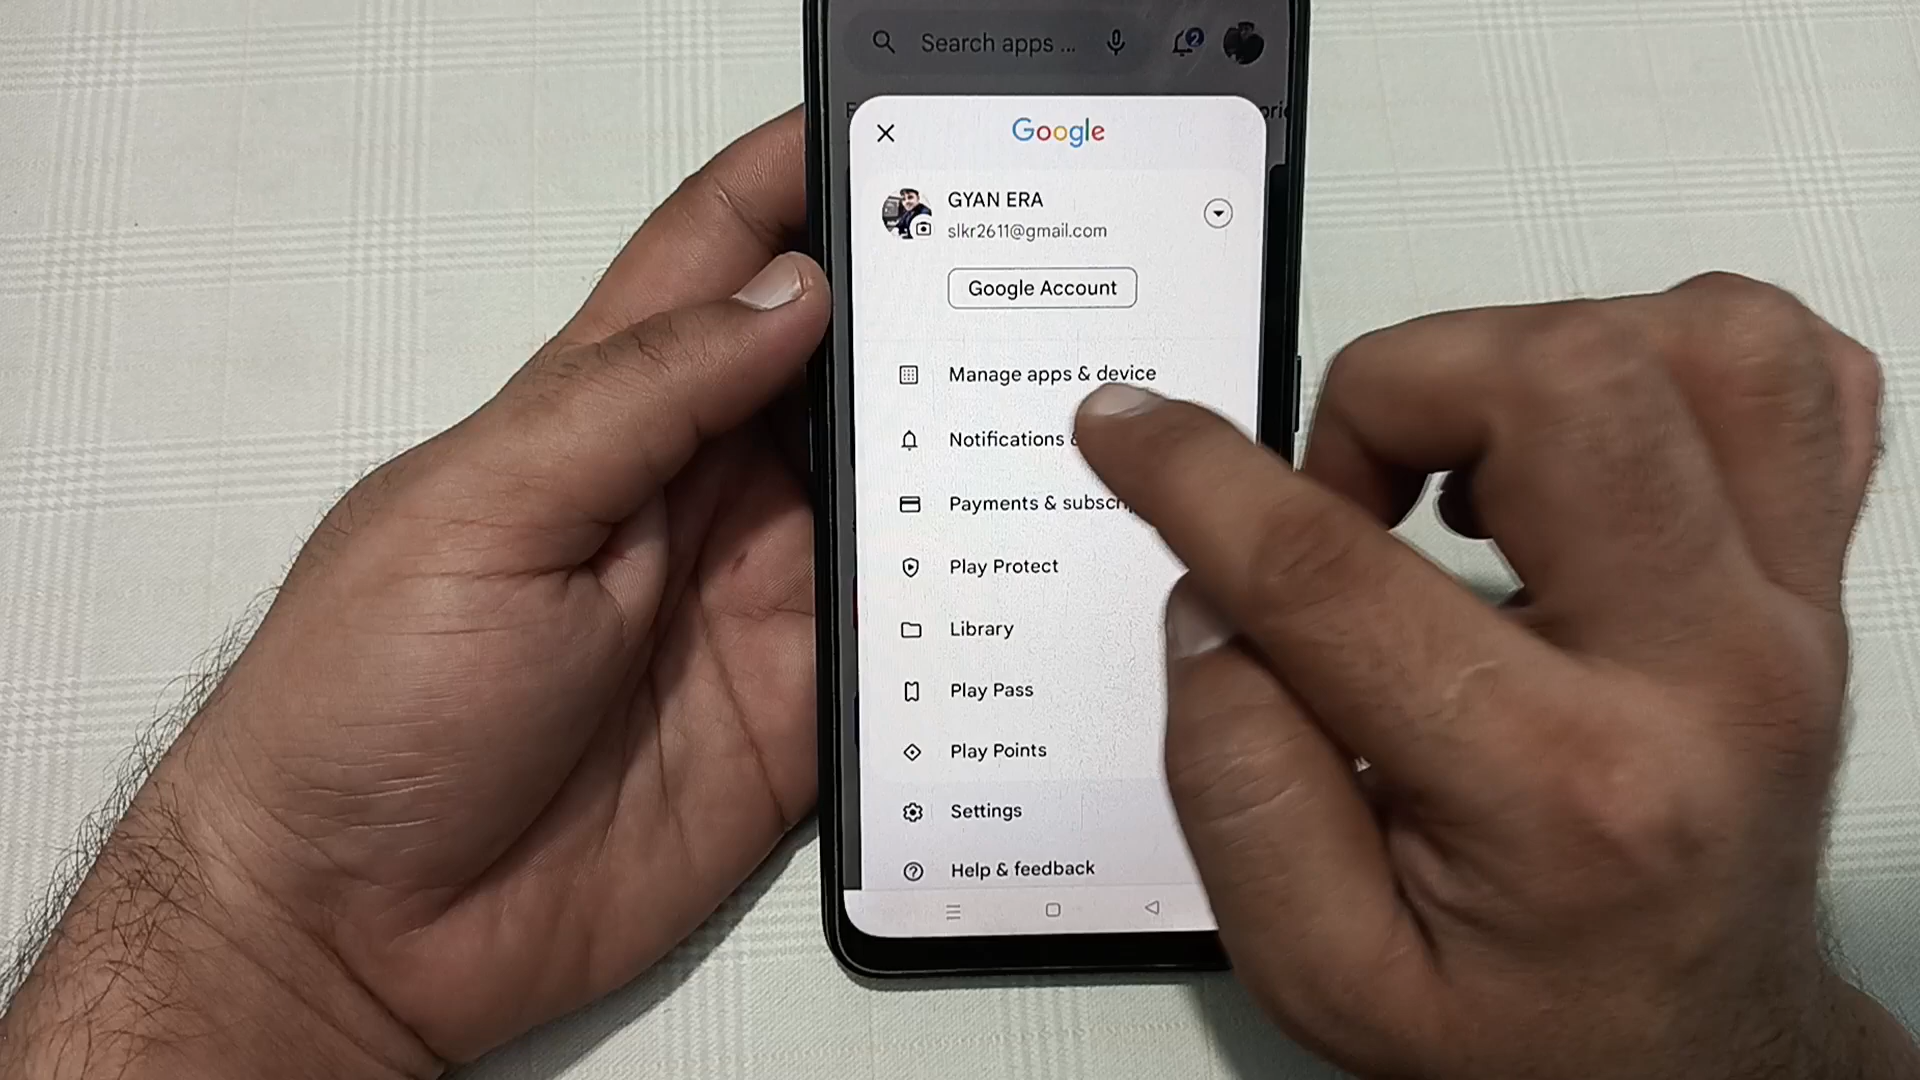 Search apps ...
2
Google
GYAN ERA
slkr2611@gmail.com
Google Account
Manage apps & device
Notifications
Payments &
Play Protect
Library
Play Pass
Play Points
Settings
Help & feedback